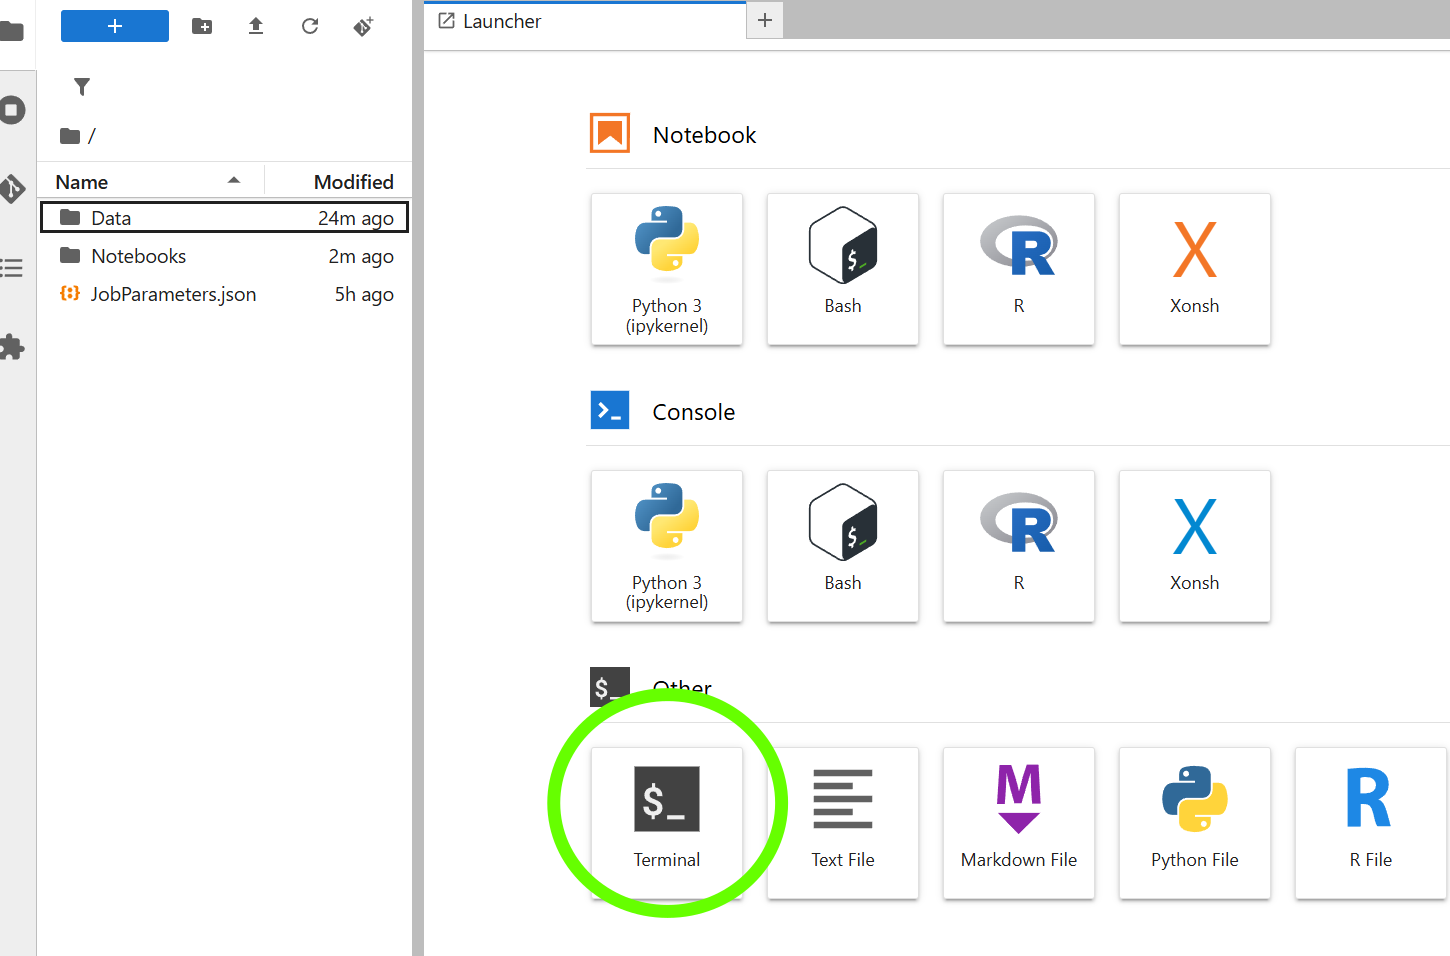 Launcher
/
Name Modified
Data 24m ago
Notebooks 2m ago
JobParameters.json 5h ago
Notebook
Python 3
(ipykernel)
Bash
R
Xonsh
Console
Python 3
(ipykernel)
Bash
R
Xonsh
$_ Other
$_
Terminal
Text File
M
Markdown File
Python File
R
R File